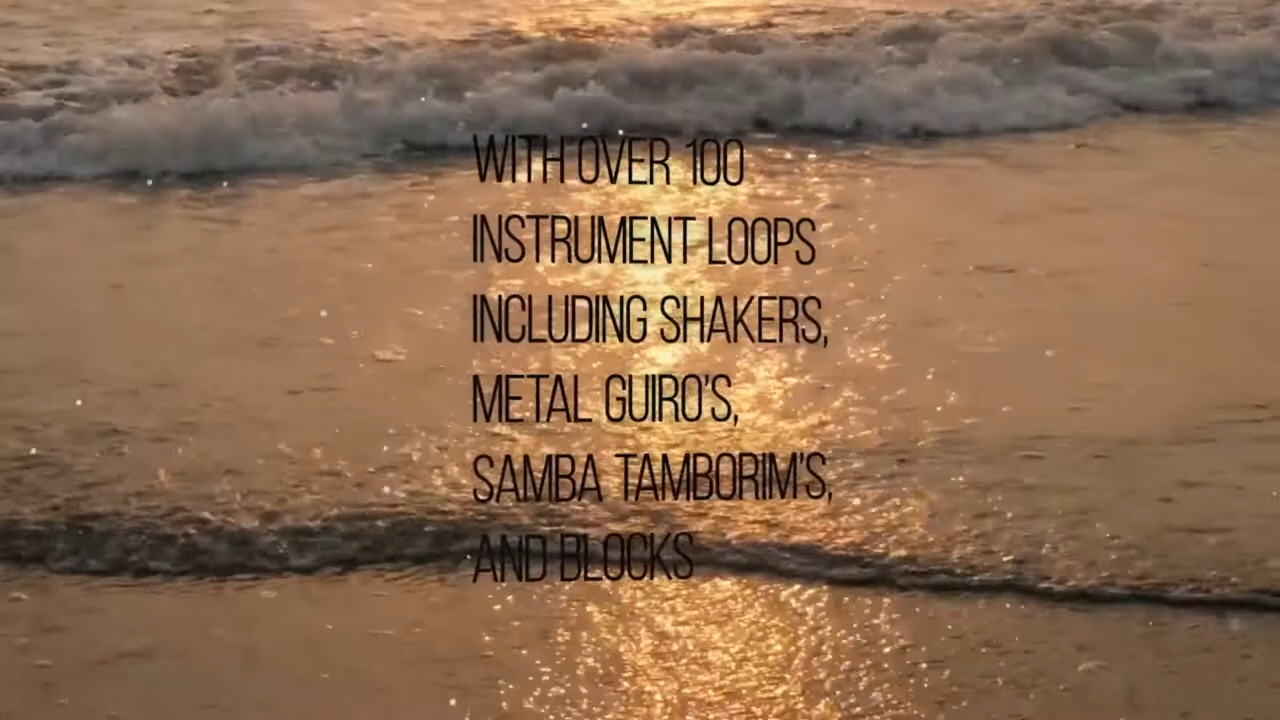 WITH OVER 100
INSTRUMENT LOOPS
INCLUDING SHAKERS,
METAL GUIRO'S,
SAMBA TAMBORIM'S,
AND BLOCKS